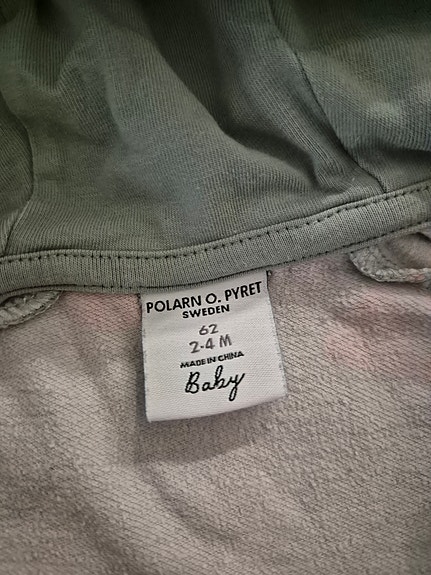 POLARN O. PYRET
SWEDEN
62
2-4 M
MADE IN CHINA
Baby